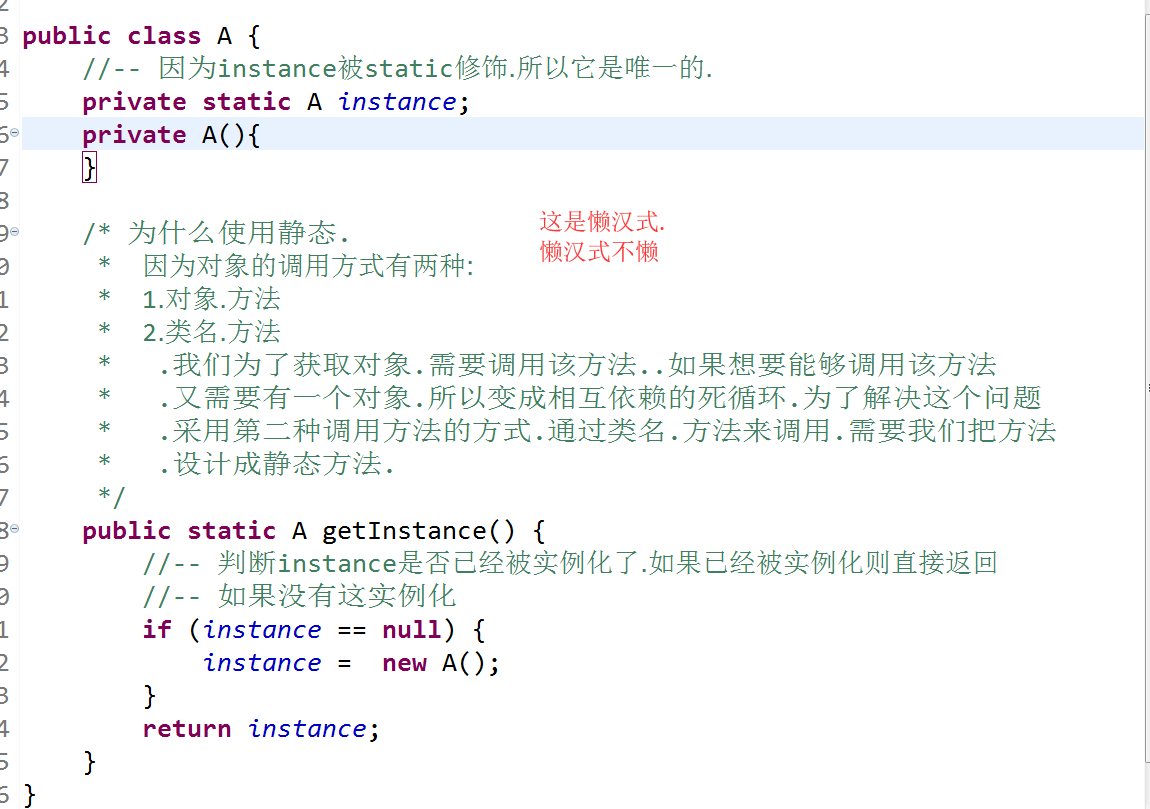 2
3 public class A {
4 //-- 因为instance被static修饰.所以它是唯一的.
5 private static A instance;
6 private A(){
7 }
8
9 /* 为什么使用静态.
这是懒汉式.
懒汉式不懒
0 * 因为对象的调用方式有两种:
1 * 1.对象.方法
2 * 2.类名.方法
3 * .我们为了获取对象.需要调用该方法..如果想要能够调用该方法
4 * .又需要有一个对象.所以变成相互依赖的死循环.为了解决这个问题
5 * .采用第二种调用方法的方式.通过类名.方法来调用.需要我们把方法
6 * .设计成静态方法.
7 */
8 public static A getInstance() {
9 //-- 判断instance是否已经被实例化了.如果已经被实例化则直接返回
0 //-- 如果没有这实例化
1 if (instance == null) {
2 instance = new A();
3 }
4 return instance;
5 }
6 }